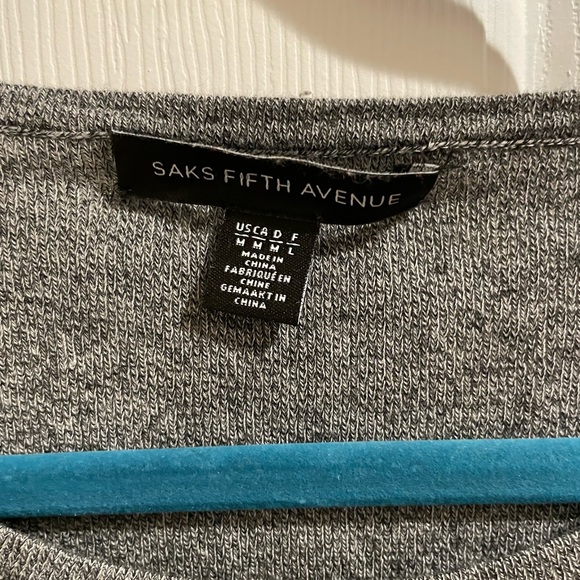 SAKS FIFTH AVENUE
US CA D F
M M M L
MADE IN
CHINA
FABRIQUÉ EN
CHINE
GEMAAKT IN
CHINA